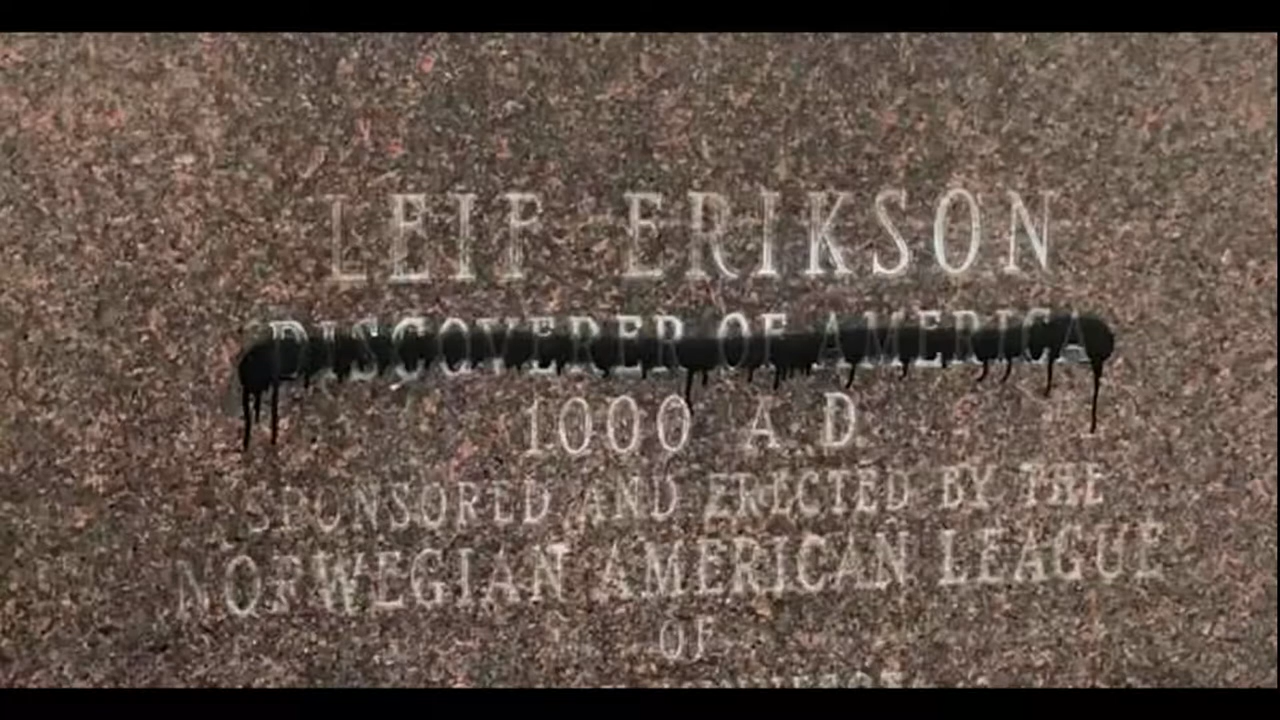 LEIF ERIKSON
DISCOVERER OF AMERICA
1000 A.D.
SPONSORED AND ERECTED BY THE
NORWEGIAN AMERICAN LEAGUE
OF